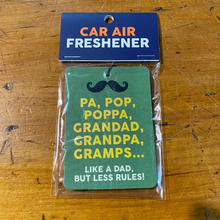 CAR AIR
FRESHENER
PA, POP,
POPPA,
GRANDAD,
GRANDPA,
GRAMPS...
LIKE A DAD,
BUT LESS RULES!